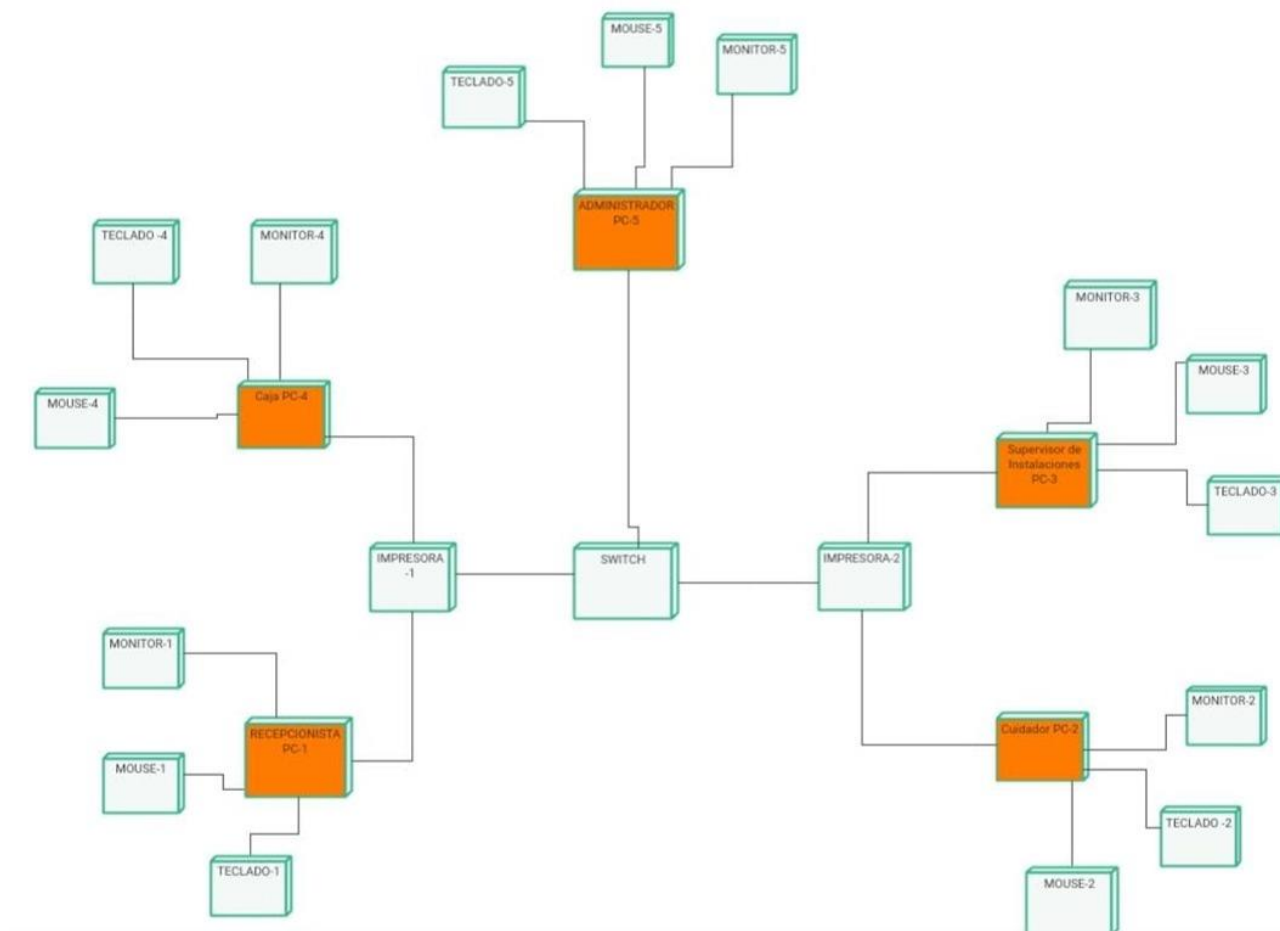 MOUSE-5
MONITOR-5
TECLADO-5
ADMINISTRADOR
PC-5
TECLADO -4
MONITOR-4
MONITOR-3
MOUSE-3
Caja PC-4
MOUSE-4
Supervisor de
Instalaciones
PC-3
TECLADO-3
IMPRESORA
-1
SWITCH
IMPRESORA-2
MONITOR-1
MONITOR-2
RECEPCIONISTA
PC-1
Cuidador PC-2
MOUSE-1
TECLADO -2
TECLADO-1
MOUSE-2